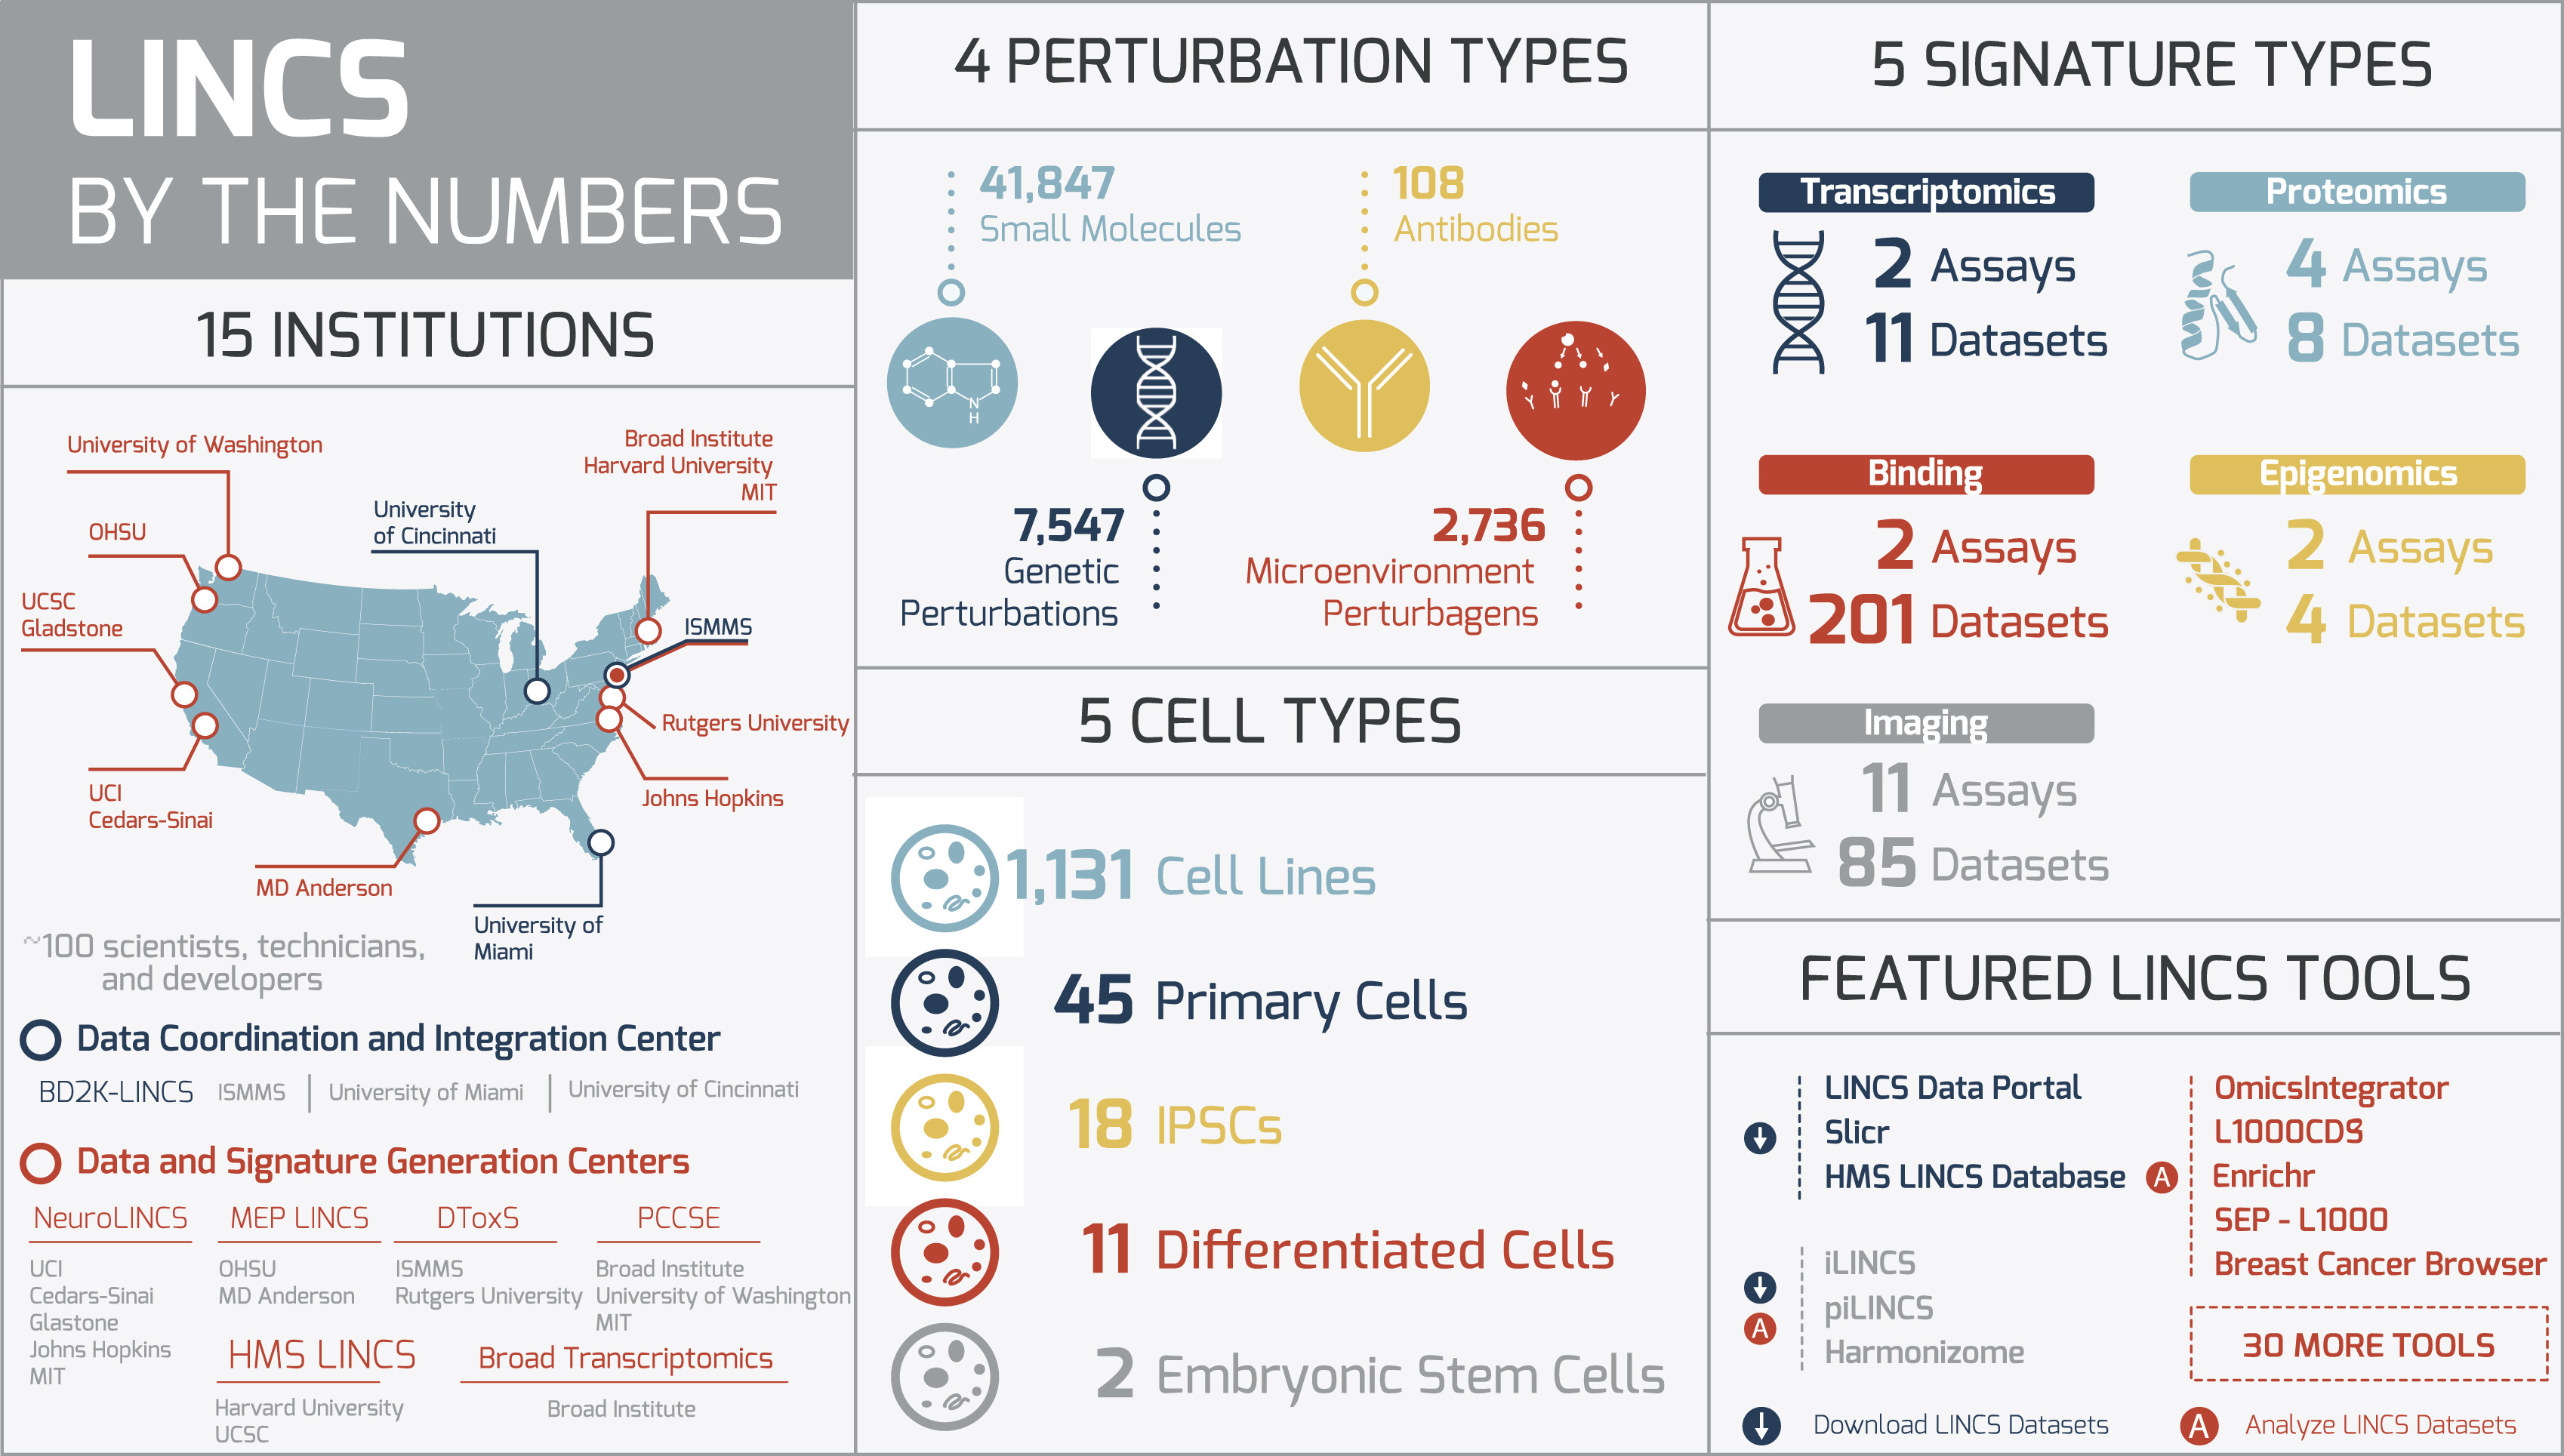 LINCS
BY THE NUMBERS
15 INSTITUTIONS
University of Washington
Broad Institute
Harvard University
MIT
University
of Cincinnati
OHSU
UCSC
Gladstone
ISMMS
Rutgers University
UCI
Cedars-Sinai
Johns Hopkins
MD Anderson
University of
Miami
~100 scientists, technicians,
and developers
Data Coordination and Integration Center
BD2K-LINCS ISMMS | University of Miami | University of Cincinnati
Data and Signature Generation Centers
NeuroLINCS
UCI
Cedars-Sinai
Glastone
Johns Hopkins
MIT
MEP LINCS
OHSU
MD Anderson
DToxS
ISMMS
Rutgers University
PCCSE
Broad Institute
University of Washington
MIT
HMS LINCS
Harvard University
UCSC
Broad Transcriptomics
Broad Institute
4 PERTURBATION TYPES
41,847
Small Molecules
108
Antibodies
N
H
7,547
Genetic
Perturbations
2,736
Microenvironment
Perturbagens
5 CELL TYPES
1,131 Cell Lines
45 Primary Cells
18 IPSCs
11 Differentiated Cells
2 Embryonic Stem Cells
5 SIGNATURE TYPES
Transcriptomics
2 Assays
11 Datasets
Proteomics
4 Assays
8 Datasets
Binding
2 Assays
201 Datasets
Epigenomics
2 Assays
4 Datasets
Imaging
11 Assays
85 Datasets
FEATURED LINCS TOOLS
LINCS Data Portal
Slicr
HMS LINCS Database
A
OmicsIntegrator
Enrichr
SEP - L1000
Breast Cancer Browser
iLINCS
piLINCS
Harmonizome
A
30 MORE TOOLS
Download LINCS Datasets
A Analyze LINCS Datasets